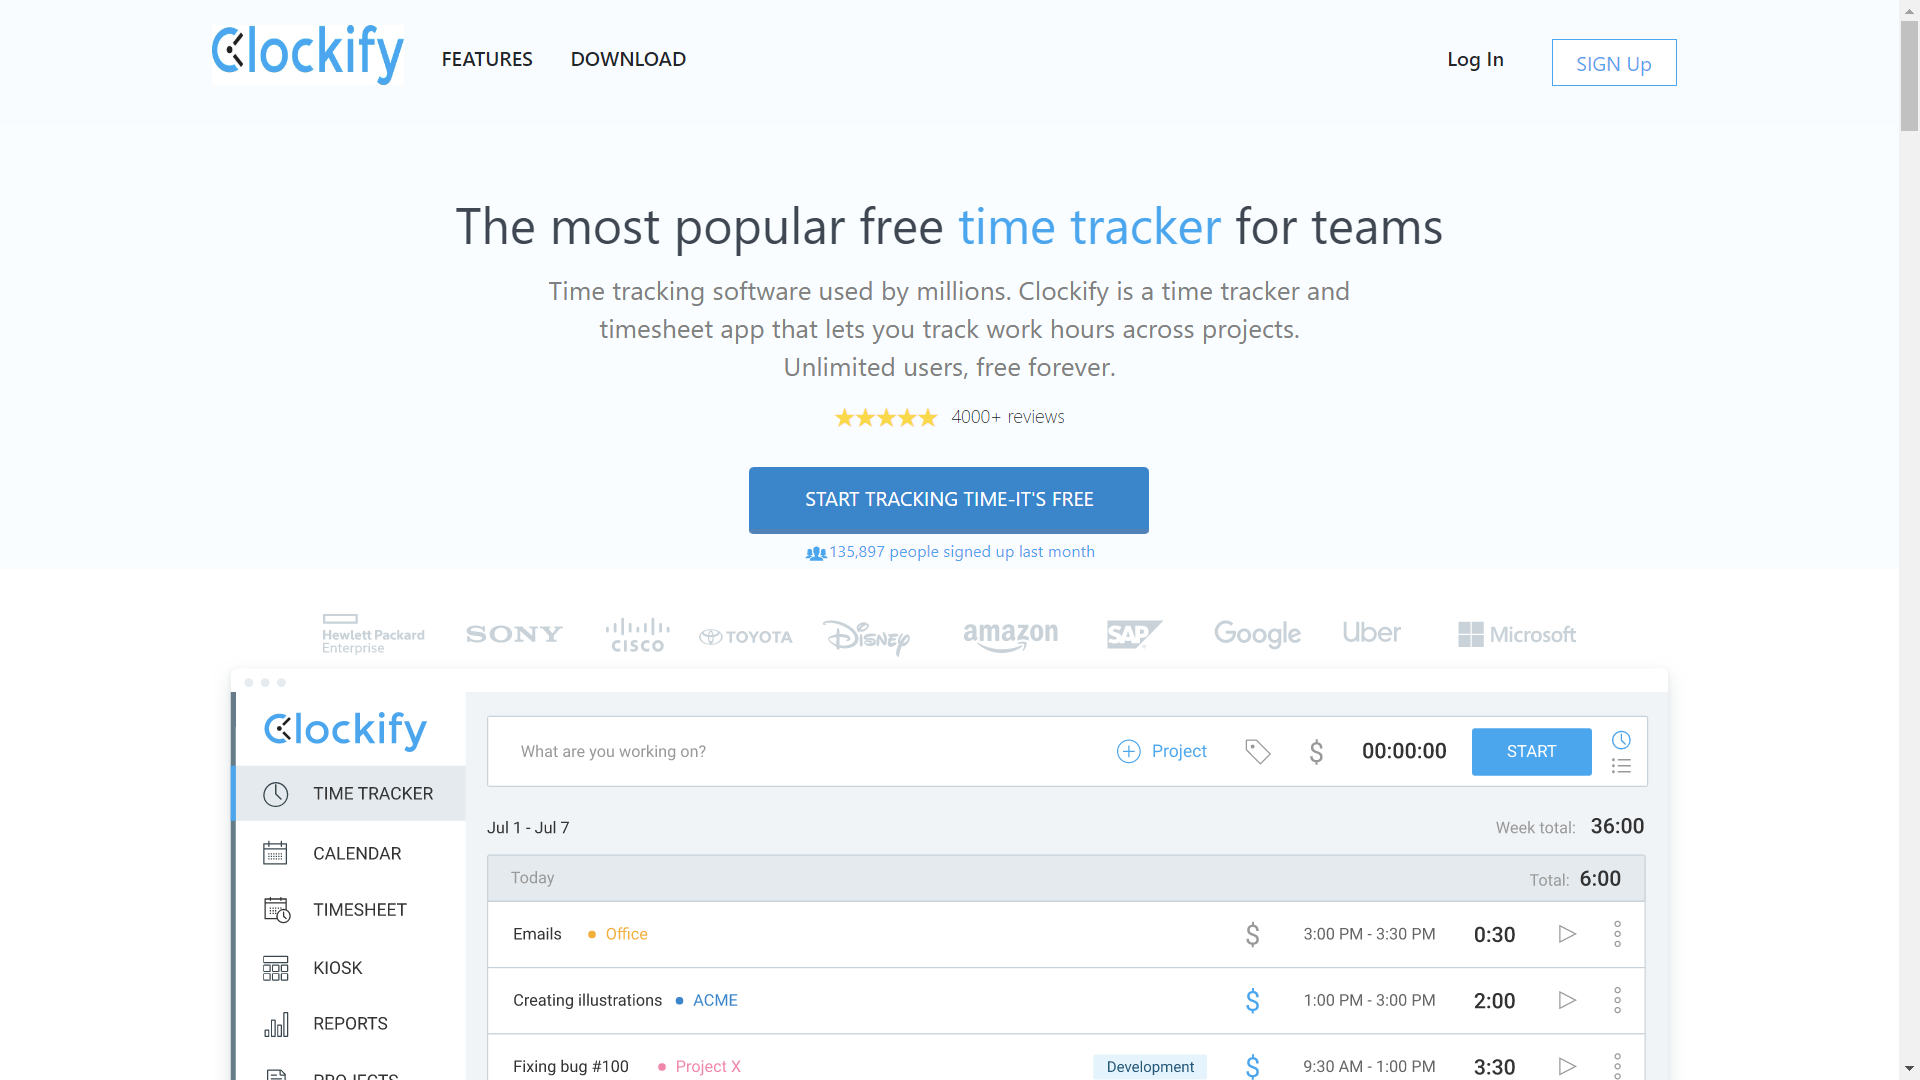 Clockify
FEATURES
DOWNLOAD
Log In
SIGN Up
The most popular free time tracker for teams
Time tracking software used by millions. Clockify is a time tracker and
timesheet app that lets you track work hours across projects.
Unlimited users, free forever.
4000+ reviews
START TRACKING TIME-IT'S FREE
135,897 people signed up last month
Hewlett Packard
Enterprise
SONY
CISCO
TOYOTA
Disney
amazon
SAP
Google
Uber
Microsoft
Clockify
What are you working on?
Project
$
00:00:00
START
TIME TRACKER
CALENDAR
TIMESHEET
KIOSK
REPORTS
PROJECTS
Jul 1 - Jul 7
Week total: 36:00
Today
Total: 6:00
Emails • Office $ 3:00 PM - 3:30 PM 0:30
Creating illustrations • ACME $ 1:00 PM - 3:00 PM 2:00
Fixing bug #100 • Project X Development $ 9:30 AM - 1:00 PM 3:30